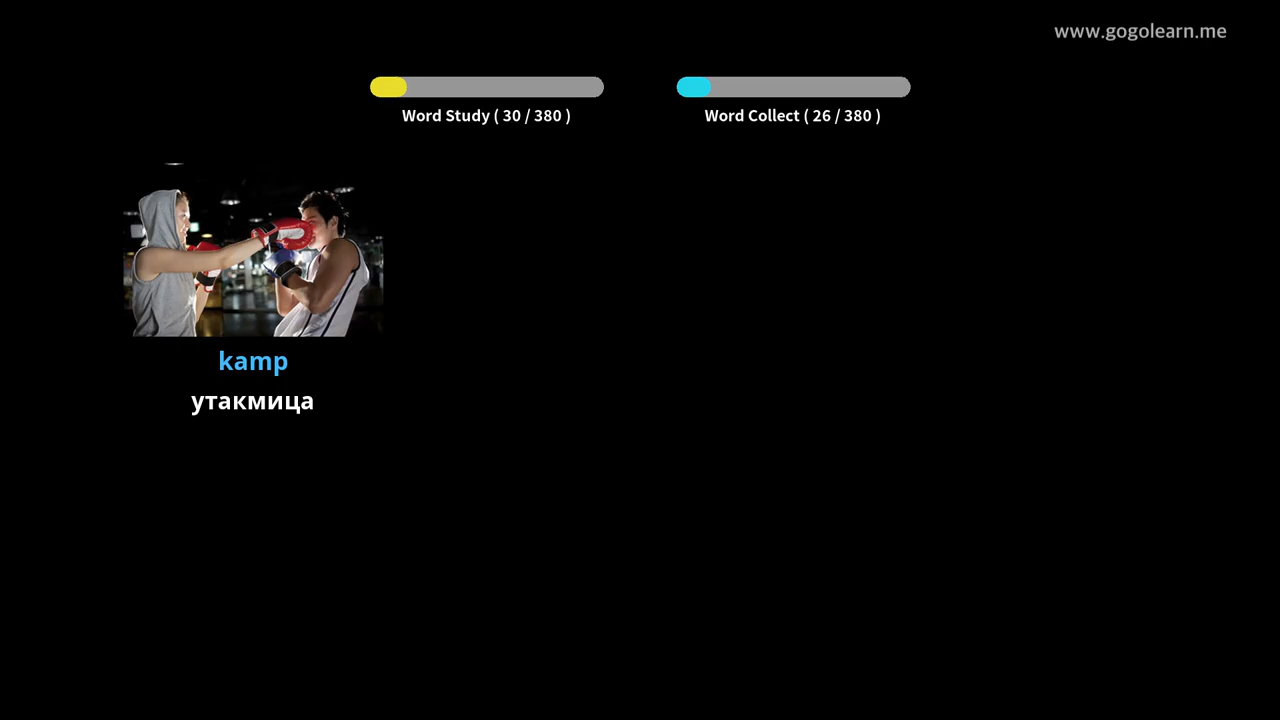 www.gogolearn.me
Word Study ( 30 / 380 )
Word Collect ( 26 / 380 )
kamp
утакмица